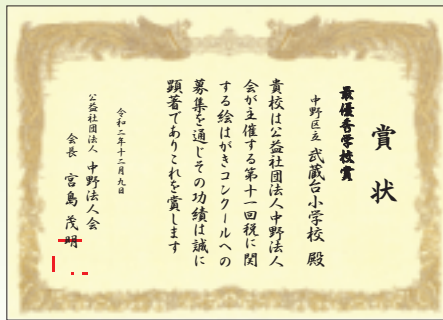 賞状
最優秀学校賞
中野区立 武蔵台小学校 殿
貴校は公益社団法人中野法人
会が主催する第十一回税に関
する絵はがきコンクールへの
募集を通じその功績は誠に
顕著でありこれを賞します
令和二年十二月九日
公益社団法人 中野法人会
会長 宮島茂明